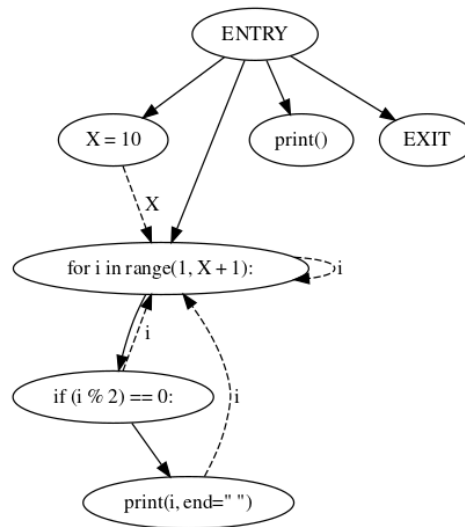 ENTRY
X = 10
print()
EXIT
X
for i in range(1, X + 1):
i
i
if (i % 2) == 0:
i
print(i, end=" ")